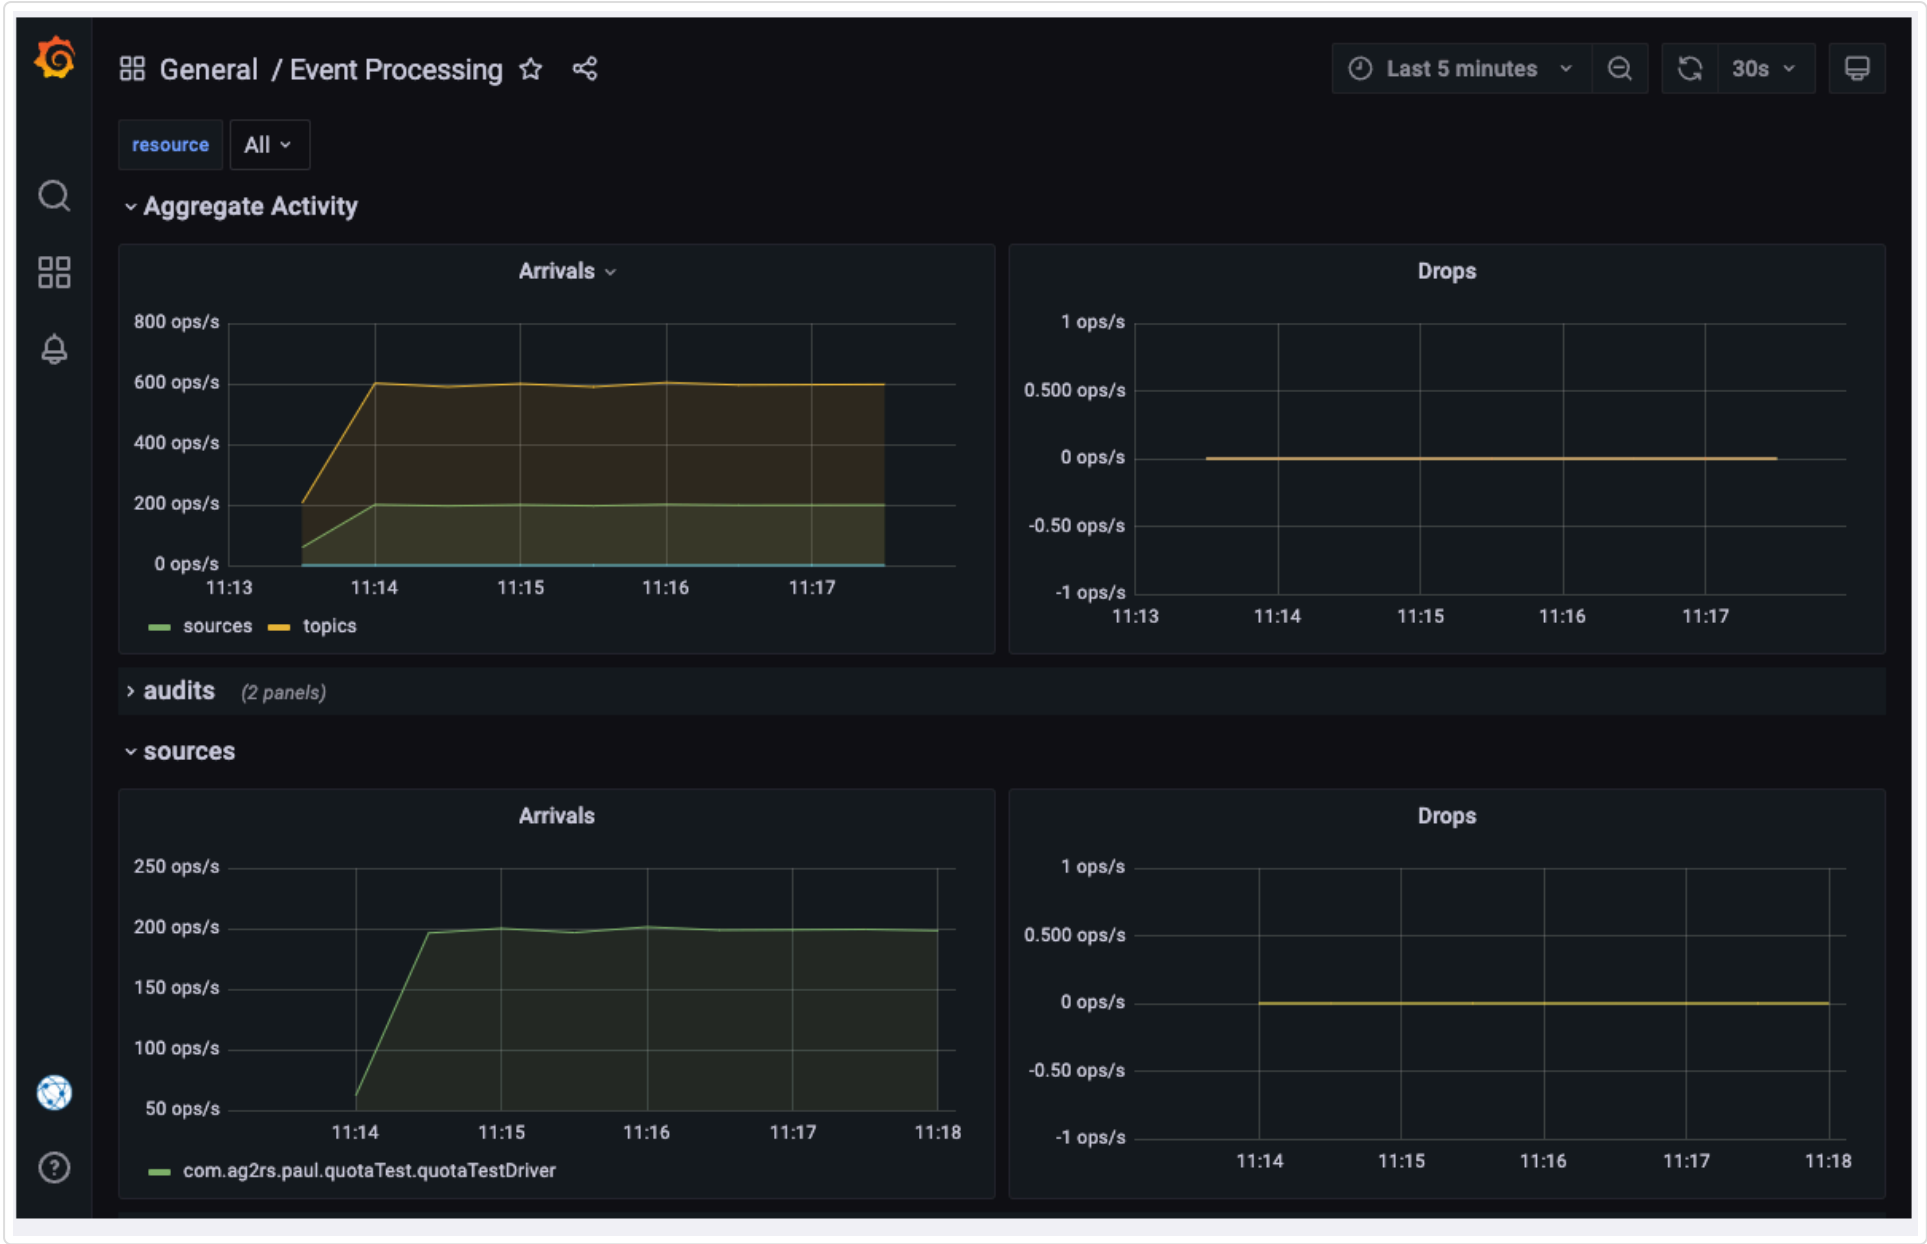 General / Event Processing
Last 5 minutes
30s
resource
All
Aggregate Activity
Arrivals
800 ops/s
600 ops/s
400 ops/s
200 ops/s
0 ops/s
11:13 11:14 11:15 11:16 11:17
sources topics
Drops
1 ops/s
0.500 ops/s
0 ops/s
-0.50 ops/s
-1 ops/s
11:13 11:14 11:15 11:16 11:17
audits (2 panels)
sources
Arrivals
250 ops/s
200 ops/s
150 ops/s
100 ops/s
50 ops/s
11:14 11:15 11:16 11:17 11:18
com.ag2rs.paul.quotaTest.quotaTestDriver
Drops
1 ops/s
0.500 ops/s
0 ops/s
-0.50 ops/s
-1 ops/s
11:14 11:15 11:16 11:17 11:18